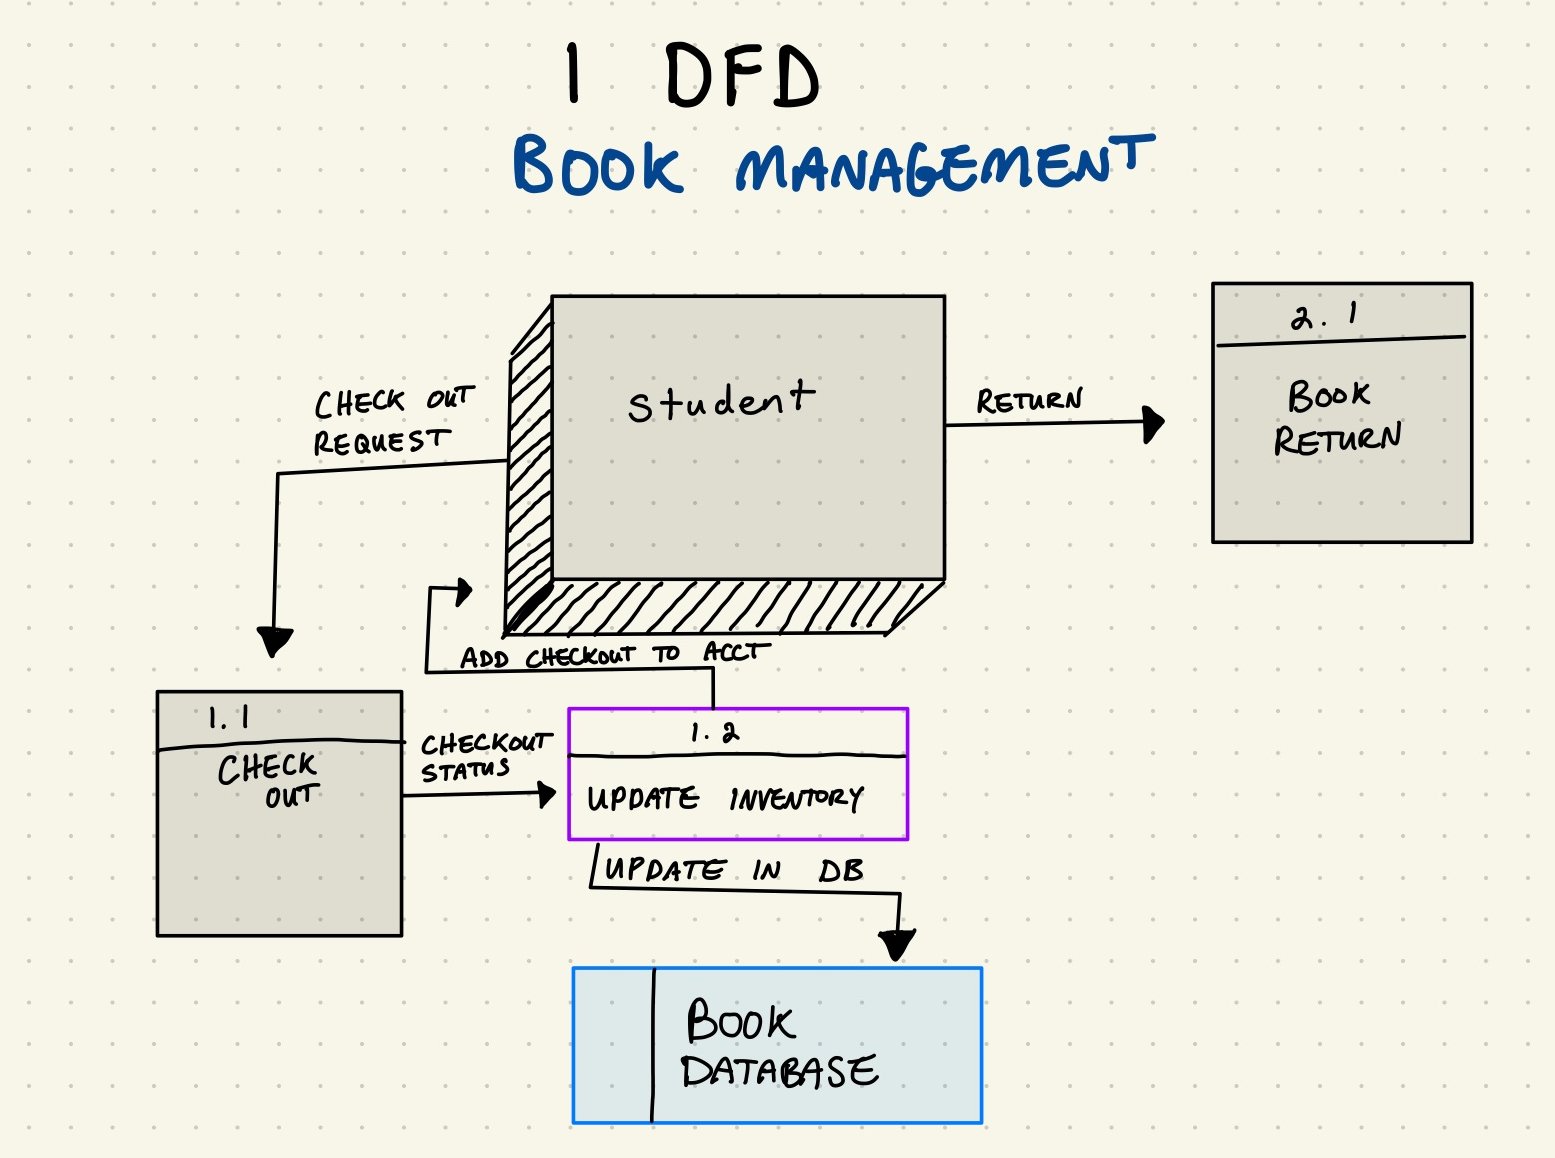 1 DFD
BOOK MANAGEMENT
student
CHECK OUT
REQUEST
RETURN
2.1
BOOK
RETURN
ADD CHECKOUT TO ACCT
1.1
CHECK
OUT
CHECKOUT
STATUS
1.2
UPDATE INVENTORY
UPDATE IN DB
BOOK
DATABASE